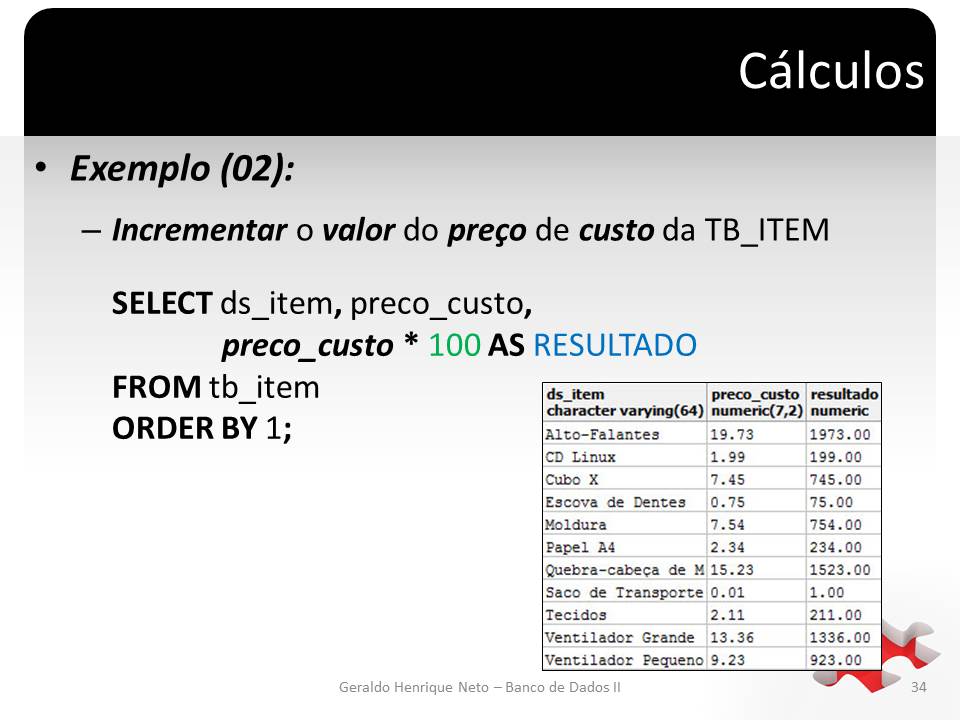 Cálculos
• Exemplo (02):
– Incrementar o valor do preço de custo da TB_ITEM
SELECT ds_item, preco_custo,
preco_custo * 100 AS RESULTADO
FROM tb_item
ORDER BY 1;
ds_item preco_custo resultado
character varying(64) numeric(7,2) numeric
Alto-Falantes 19.73 1973.00
CD Linux 1.99 199.00
Cubo X 7.45 745.00
Escova de Dentes 0.75 75.00
Moldura 7.54 754.00
Papel A4 2.34 234.00
Quebra-cabeça de M 15.23 1523.00
Saco de Transporte 0.01 1.00
Tecidos 2.11 211.00
Ventilador Grande 13.36 1336.00
Ventilador Pequeno 9.23 923.00
Geraldo Henrique Neto – Banco de Dados II 34